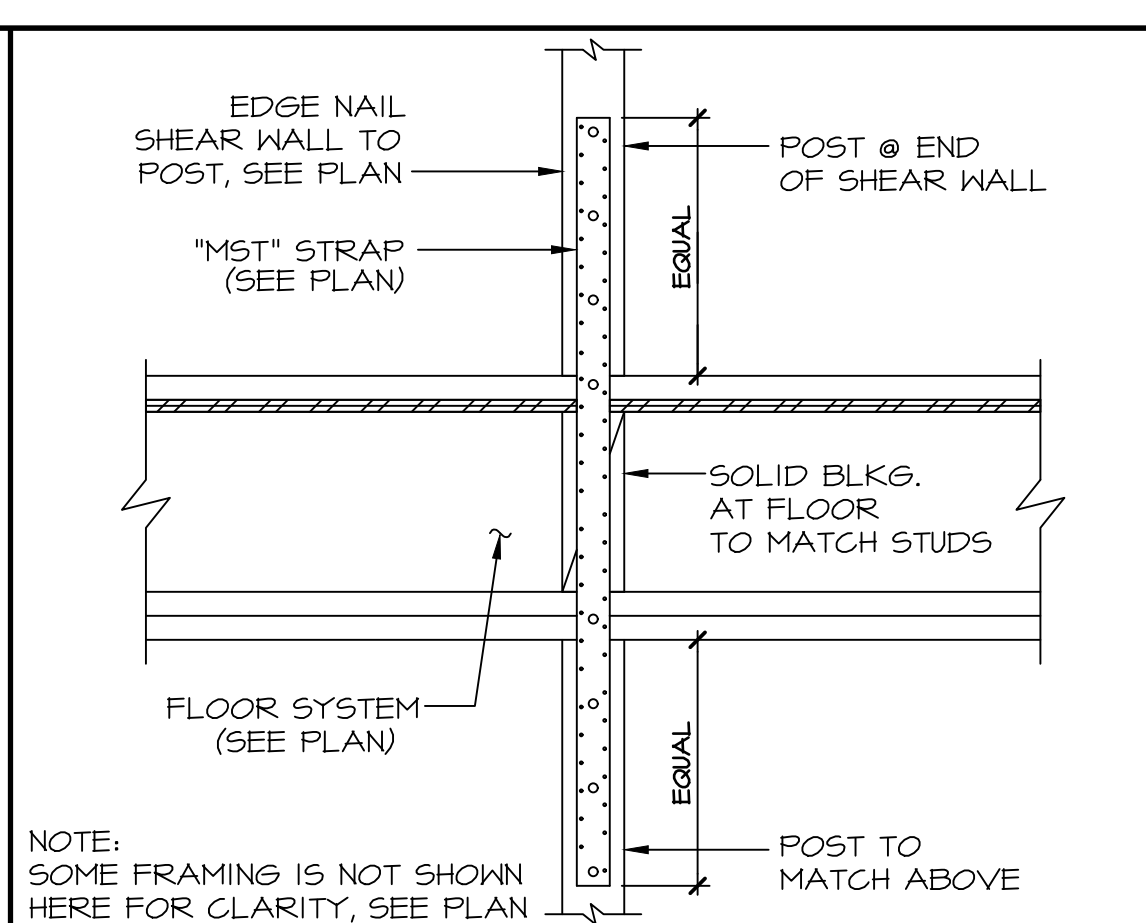 EDGE NAIL
SHEAR WALL TO
POST, SEE PLAN
"MST" STRAP
(SEE PLAN)
POST @ END
OF SHEAR WALL
EQUAL
SOLID BLKG.
AT FLOOR
TO MATCH STUDS
FLOOR SYSTEM
(SEE PLAN)
EQUAL
POST TO
MATCH ABOVE
NOTE:
SOME FRAMING IS NOT SHOWN
HERE FOR CLARITY, SEE PLAN